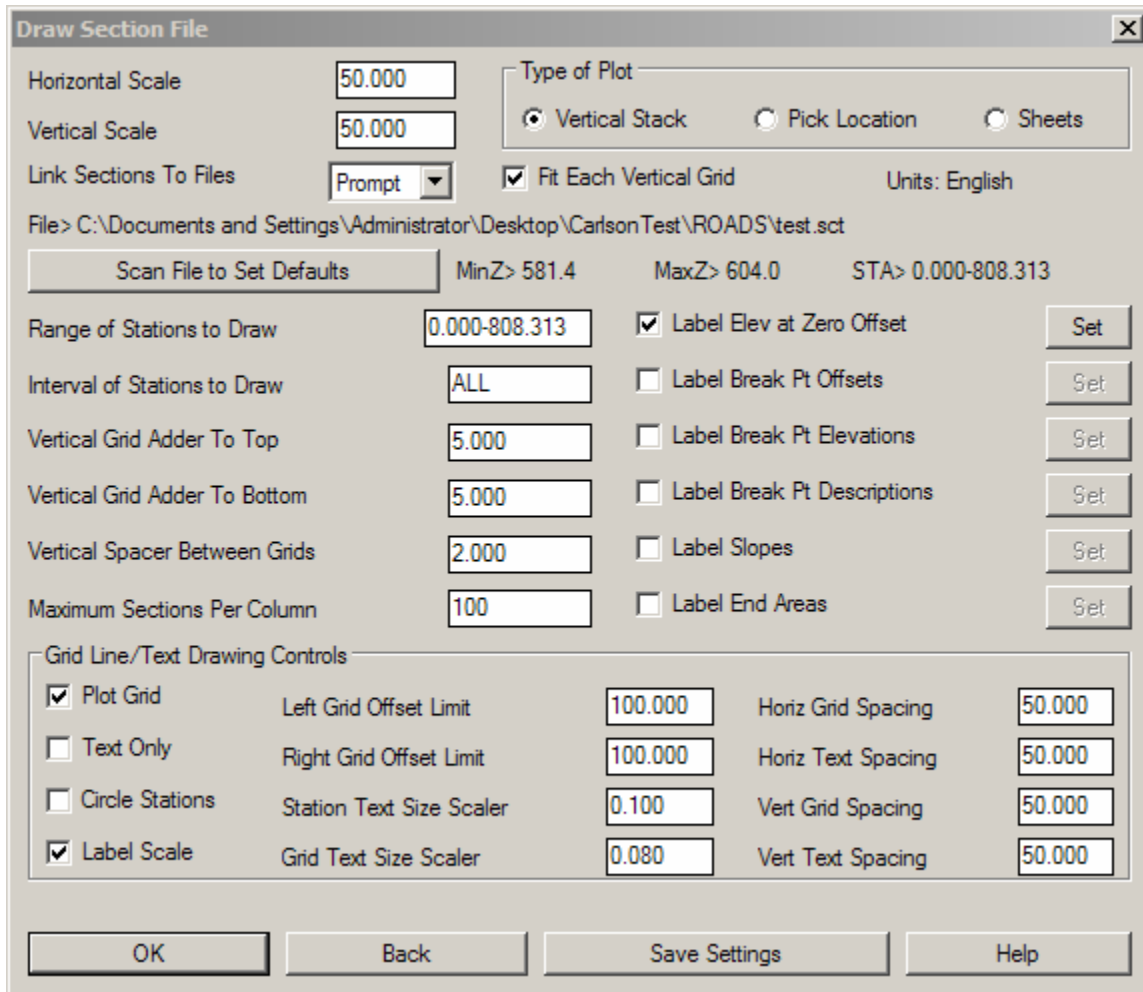 Draw Section File
Horizontal Scale 50.000
Type of Plot
Vertical Scale 50.000
Vertical Stack Pick Location Sheets
Link Sections To Files Prompt
Fit Each Vertical Grid Units: English
File> C:\Documents and Settings\Administrator\Desktop\CarlsonTest\ROADS\test.sct
Scan File to Set Defaults MinZ> 581.4 MaxZ> 604.0 STA> 0.000-808.313
Range of Stations to Draw 0.000-808.313 Label Elev at Zero Offset Set
Interval of Stations to Draw ALL Label Break Pt Offsets Set
Vertical Grid Adder To Top 5.000 Label Break Pt Elevations Set
Vertical Grid Adder To Bottom 5.000 Label Break Pt Descriptions Set
Vertical Spacer Between Grids 2.000 Label Slopes Set
Maximum Sections Per Column 100 Label End Areas Set
Grid Line/Text Drawing Controls
Plot Grid Left Grid Offset Limit 100.000 Horiz Grid Spacing 50.000
Text Only Right Grid Offset Limit 100.000 Horiz Text Spacing 50.000
Circle Stations Station Text Size Scaler 0.100 Vert Grid Spacing 50.000
Label Scale Grid Text Size Scaler 0.080 Vert Text Spacing 50.000
OK Back Save Settings Help